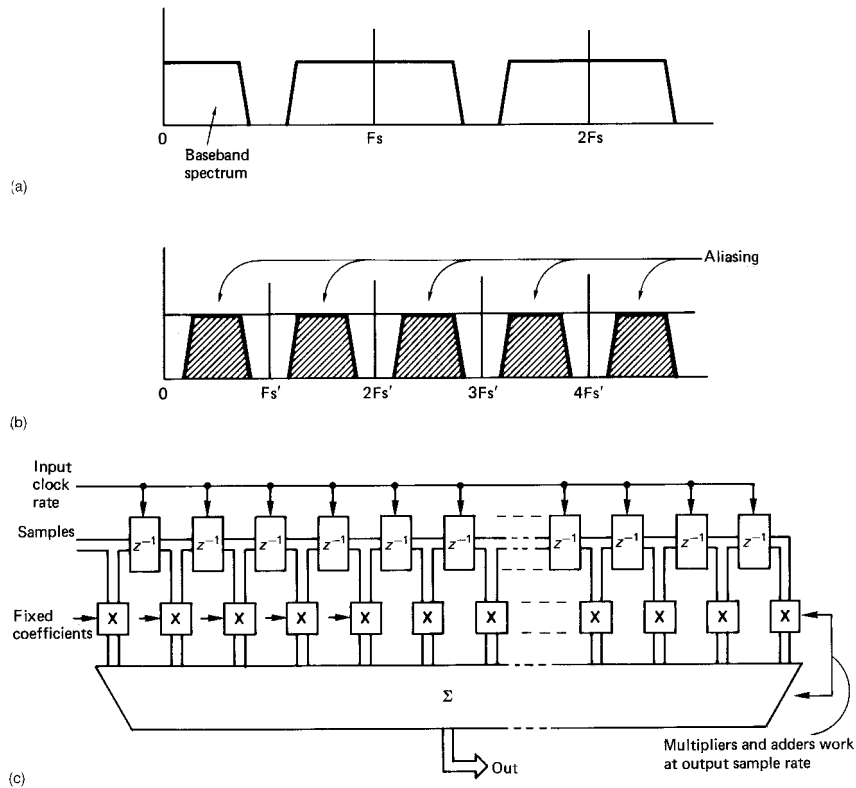 0
Fs
2Fs
Baseband
spectrum
(a)
Aliasing
0
Fs′
2Fs′
3Fs′
4Fs′
(b)
Input
clock
rate
Samples
z⁻¹ z⁻¹ z⁻¹ z⁻¹ z⁻¹ z⁻¹ z⁻¹ z⁻¹ z⁻¹ z⁻¹
Fixed
coefficients
X X X X X X X X X X X
Σ
Multipliers and adders work
at output sample rate
Out
(c)